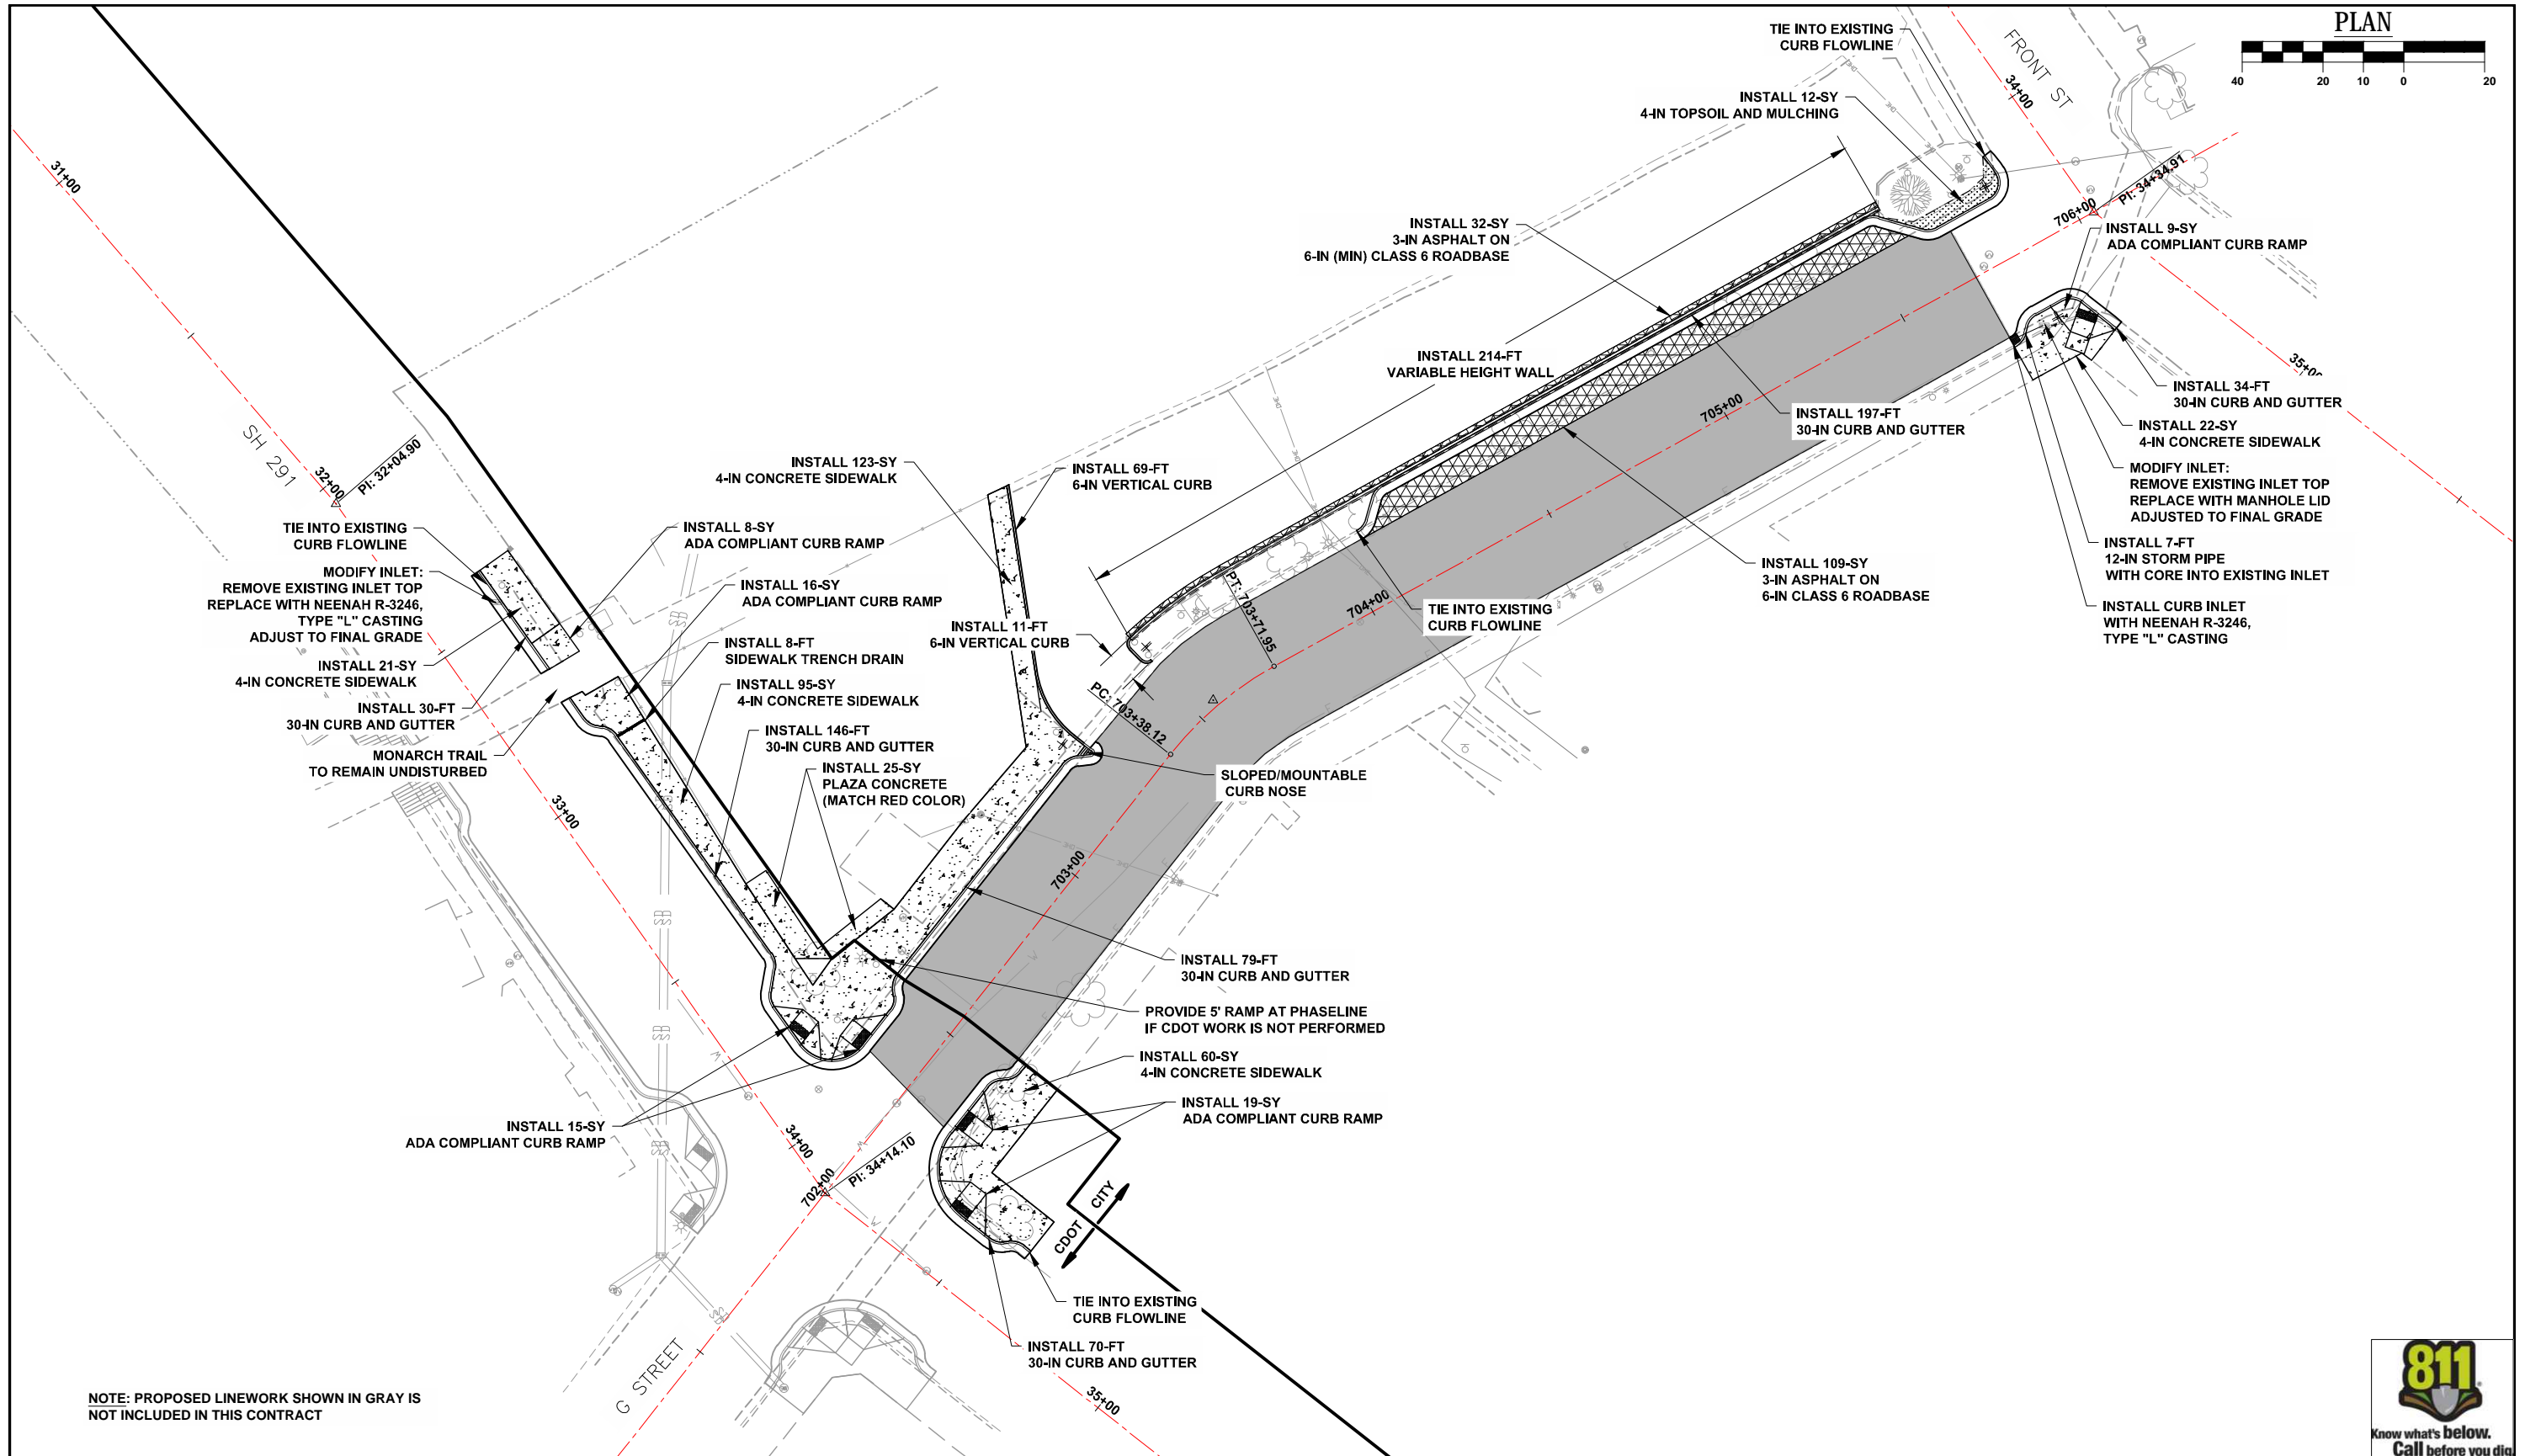 PLAN
40 20 10 0 20
TIE INTO EXISTING
CURB FLOWLINE
FRONT ST
34+00
INSTALL 12-SY
4-IN TOPSOIL AND MULCHING
31+00
PI: 34+34.91
706+00
INSTALL 9-SY
ADA COMPLIANT CURB RAMP
INSTALL 32-SY
3-IN ASPHALT ON
6-IN (MIN) CLASS 6 ROADBASE
INSTALL 214-FT
VARIABLE HEIGHT WALL
35+00
INSTALL 34-FT
30-IN CURB AND GUTTER
705+00
INSTALL 197-FT
30-IN CURB AND GUTTER
INSTALL 22-SY
4-IN CONCRETE SIDEWALK
SH 291
32+00
PI: 32+04.90
INSTALL 123-SY
4-IN CONCRETE SIDEWALK
INSTALL 69-FT
6-IN VERTICAL CURB
MODIFY INLET:
REMOVE EXISTING INLET TOP
REPLACE WITH MANHOLE LID
ADJUSTED TO FINAL GRADE
TIE INTO EXISTING
CURB FLOWLINE
INSTALL 8-SY
ADA COMPLIANT CURB RAMP
INSTALL 7-FT
12-IN STORM PIPE
WITH CORE INTO EXISTING INLET
MODIFY INLET:
REMOVE EXISTING INLET TOP
REPLACE WITH NEENAH R-3246,
TYPE "L" CASTING
ADJUST TO FINAL GRADE
INSTALL 16-SY
ADA COMPLIANT CURB RAMP
PT: 703+71.95
704+00
INSTALL 109-SY
3-IN ASPHALT ON
6-IN CLASS 6 ROADBASE
TIE INTO EXISTING
CURB FLOWLINE
INSTALL CURB INLET
WITH NEENAH R-3246,
TYPE "L" CASTING
INSTALL 11-FT
6-IN VERTICAL CURB
INSTALL 8-FT
SIDEWALK TRENCH DRAIN
INSTALL 21-SY
4-IN CONCRETE SIDEWALK
INSTALL 95-SY
4-IN CONCRETE SIDEWALK
PC: 703+38.12
INSTALL 30-FT
30-IN CURB AND GUTTER
INSTALL 146-FT
30-IN CURB AND GUTTER
MONARCH TRAIL
TO REMAIN UNDISTURBED
INSTALL 25-SY
PLAZA CONCRETE
(MATCH RED COLOR)
SLOPED/MOUNTABLE
CURB NOSE
33+00
703+00
INSTALL 79-FT
30-IN CURB AND GUTTER
PROVIDE 5' RAMP AT PHASELINE
IF CDOT WORK IS NOT PERFORMED
INSTALL 60-SY
4-IN CONCRETE SIDEWALK
INSTALL 15-SY
ADA COMPLIANT CURB RAMP
INSTALL 19-SY
ADA COMPLIANT CURB RAMP
34+00
702+00
PI: 34+14.10
CITY
CDOT
TIE INTO EXISTING
CURB FLOWLINE
INSTALL 70-FT
30-IN CURB AND GUTTER
G STREET
35+00
NOTE: PROPOSED LINEWORK SHOWN IN GRAY IS
NOT INCLUDED IN THIS CONTRACT
811
Know what's below.
Call before you dig.